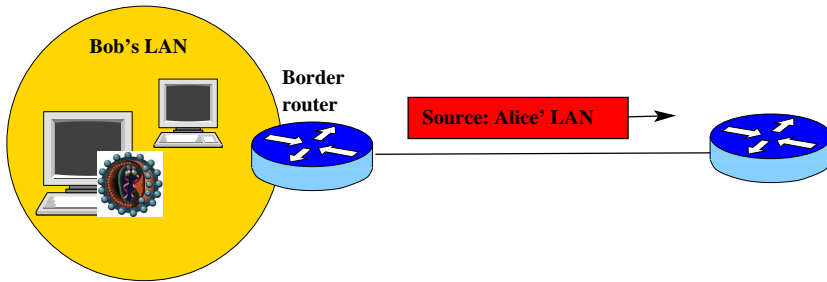 Bob's LAN
Border
router
Source: Alice' LAN